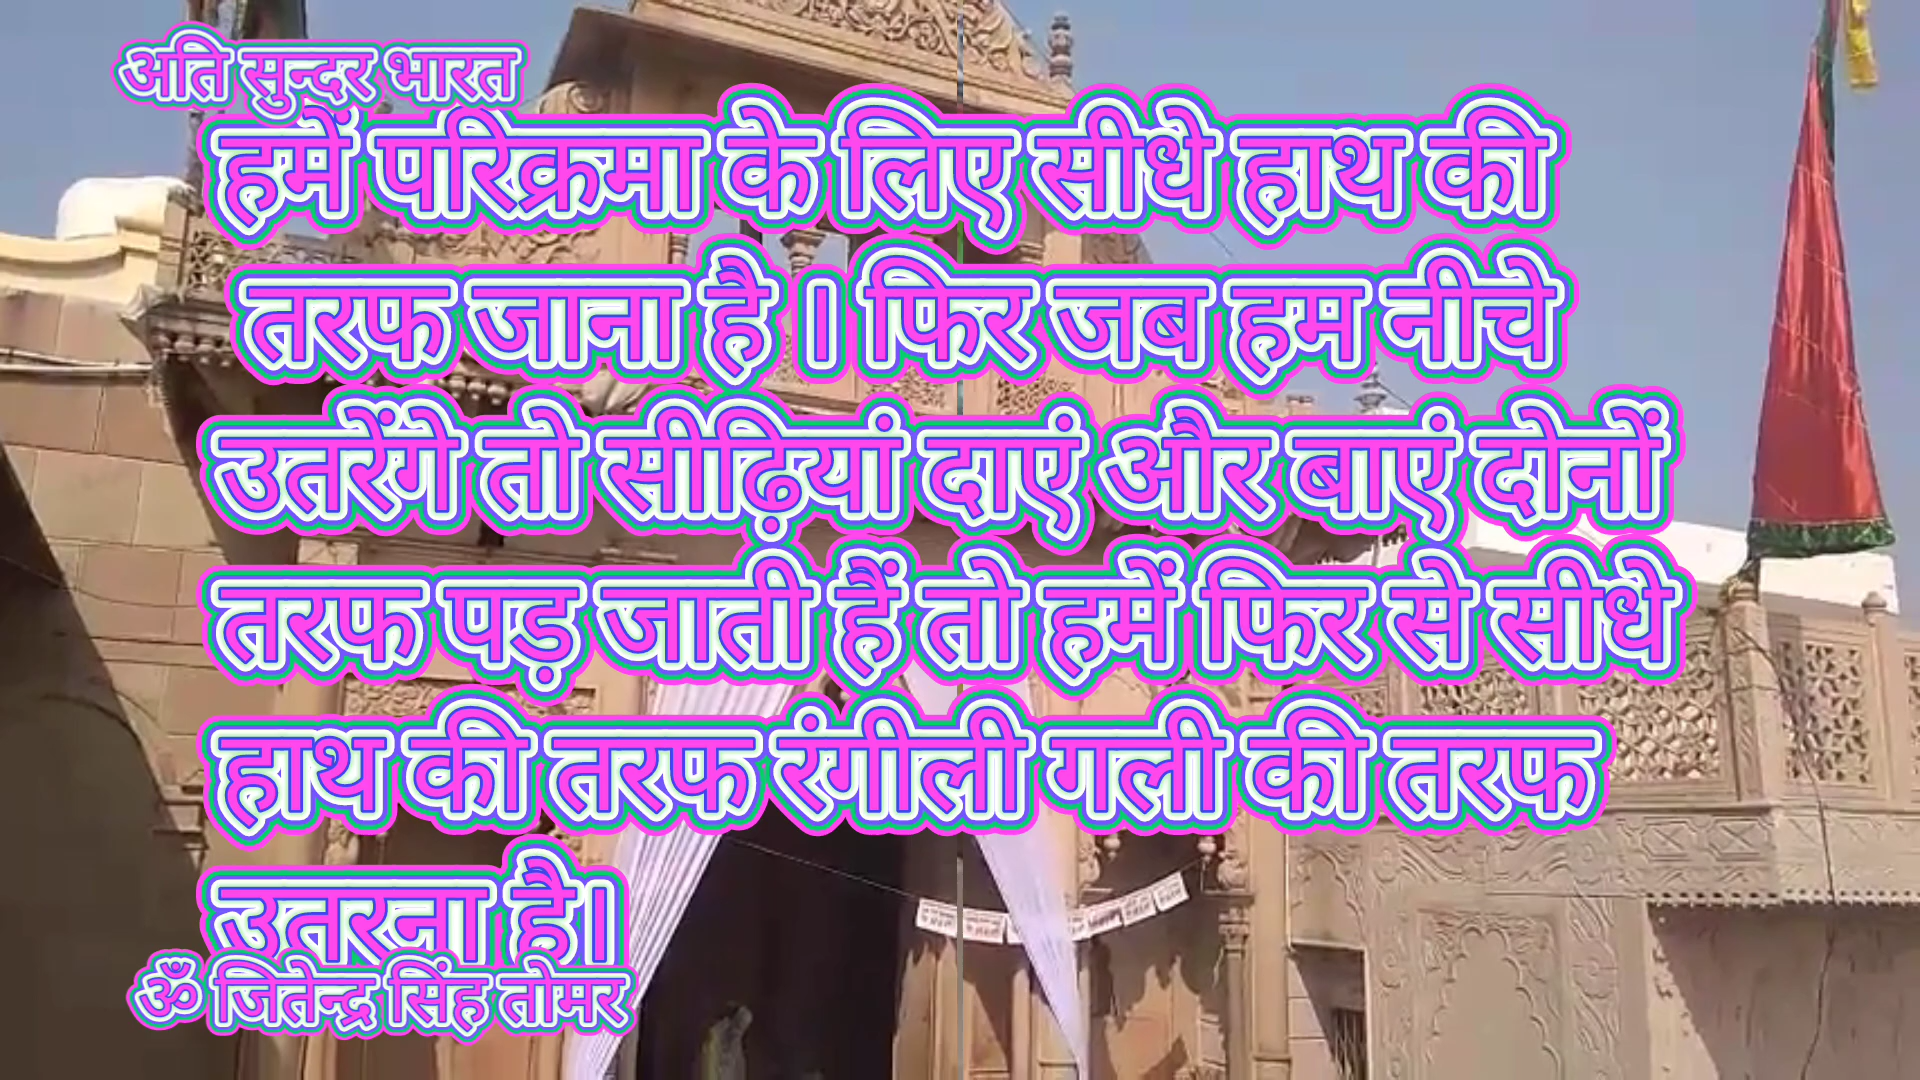 अति सुन्दर भारत
हमें परिक्रमा के लिए सीधे हाथ की
तरफ जाना है । फिर जब हम नीचे
उतरेंगे तो सीढ़ियां दाएं और बाएं दोनों
तरफ पड़ जाती हैं तो हमें फिर से सीधे
हाथ की तरफ रंगीली गली की तरफ
उतरना है।
ॐ जितेन्द्र सिंह तोमर